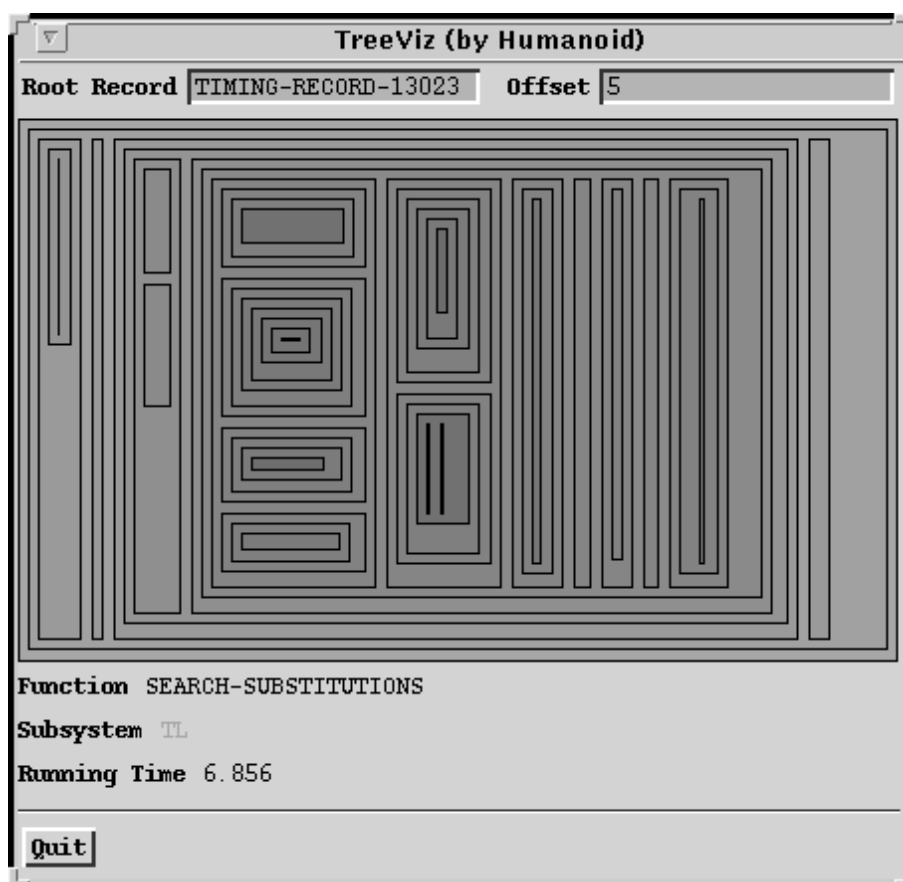 TreeViz (by Humanoid)
Root Record TIMING-RECORD-13023 Offset 5
Function SEARCH-SUBSTITUTIONS
Subsystem TL
Running Time 6.856
Quit